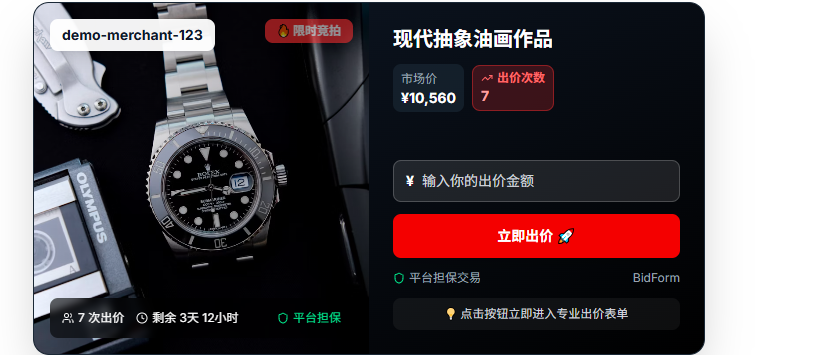 demo-merchant-123
🔥 限时竞拍
OLYMPUS
ROLEX
12
7 次出价 剩余 3天 12小时 平台担保
现代抽象油画作品
市场价
¥10,560
出价次数
7
¥ 输入你的出价金额
立即出价 🚀
平台担保交易 BidForm
💡 点击按钮立即进入专业出价表单